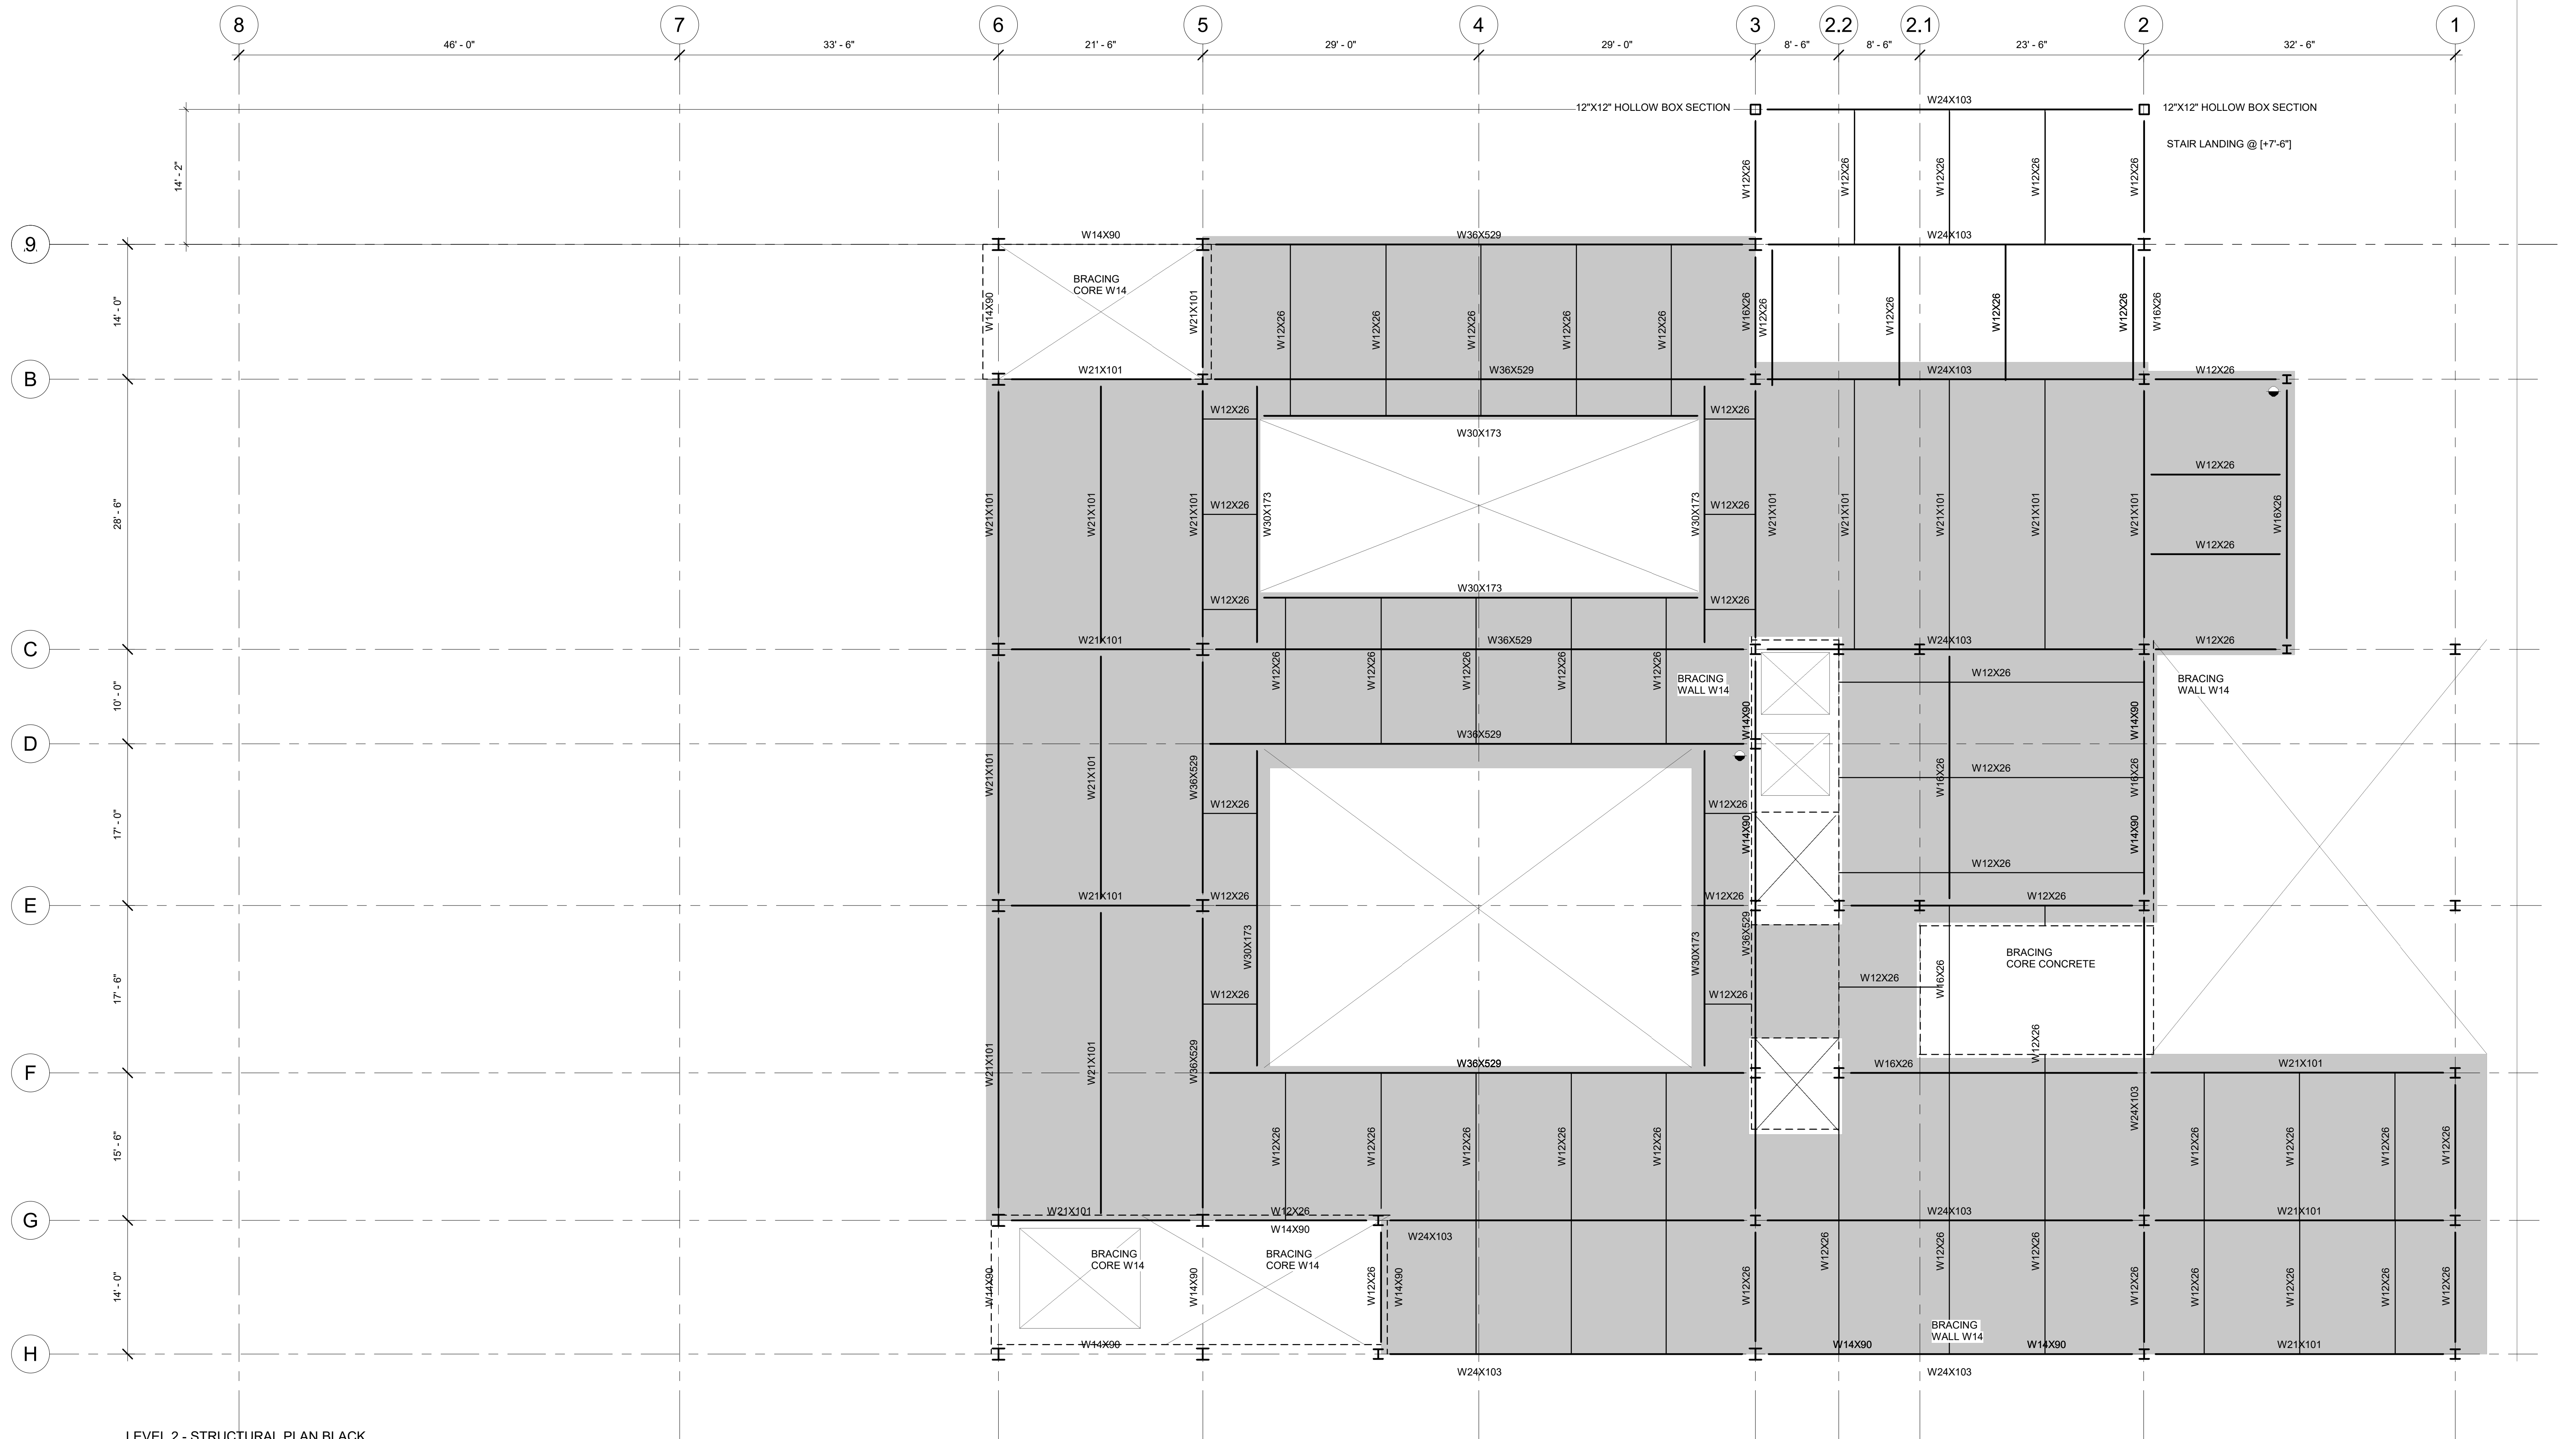 8 7 6 5 4 3 2.2 2.1 2 1
46' - 0" 33' - 6" 21' - 6" 29' - 0" 29' - 0" 8' - 6" 8' - 6" 23' - 6" 32' - 6"
12"X12" HOLLOW BOX SECTION W24X103 12"X12" HOLLOW BOX SECTION
STAIR LANDING @ [+7'-6"]
14' - 2" W12X26 W12X26 W12X26 W12X26 W12X26
.9. W14X90 W36X529 W24X103
BRACING
CORE W14
14' - 0" W14X90 W21X101 W12X26 W12X26 W12X26 W12X26 W12X26 W16X26 W12X26 W12X26 W12X26 W12X26 W16X26
B W21X101 W36X529 W24X103 W12X26
W12X26 W12X26
W30X173
W12X26 W12X26
28' - 6" W21X101 W21X101 W21X101 W12X26 W30X173 W30X173 W12X26 W21X101 W21X101 W21X101 W21X101 W21X101 W16X26
W12X26
W30X173
W12X26 W12X26
C W21X101 W36X529 W24X103 W12X26
10' - 0" W12X26 W12X26 W12X26 W12X26 W12X26
BRACING
WALL W14
W12X26
BRACING
WALL W14
W14X90 W14X90
D W36X529
W21X101 W21X101 W36X529 W12X26 W16X26 W16X26
17' - 0" W12X26 W12X26 W14X90 W14X90
W12X26
E W21X101 W12X26 W12X26 W12X26
W30X173 W30X173 W36X529
BRACING
CORE CONCRETE
17' - 6" W12X26 W12X26 W12X26 W16X26
W12X26
F W21X101 W21X101 W36X529 W36X529 W16X26 W21X101
W24X103
15' - 6" W12X26 W12X26 W12X26 W12X26 W12X26 W12X26 W12X26 W12X26 W12X26
G W21X101 W12X26 W24X103 W21X101
W14X90
W24X103
BRACING
CORE W14
BRACING
CORE W14
W12X26 W12X26 W12X26
14' - 0" W14X90 W14X90 W12X26 W14X90 W12X26 W12X26 W12X26 W12X26 W12X26 W12X26
BRACING
WALL W14
H W14X90 W14X90 W14X90 W21X101
W24X103 W24X103
LEVEL 2 - STRUCTURAL PLAN BLACK